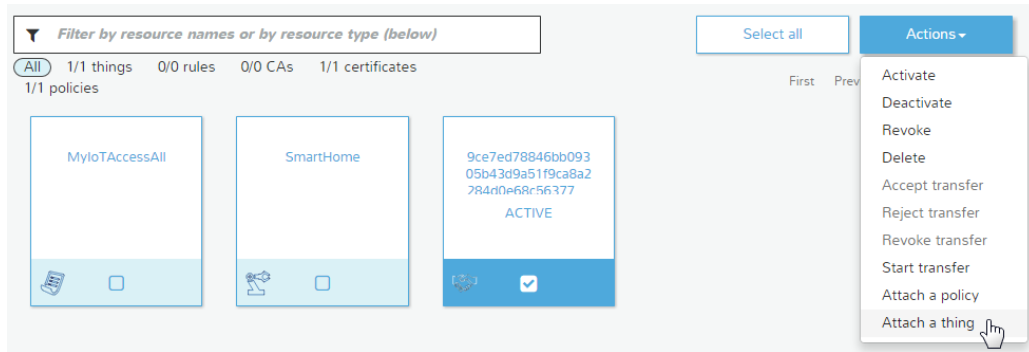 Filter by resource names or by resource type (below)
Select all
Actions
All 1/1 things 0/0 rules 0/0 CAs 1/1 certificates
1/1 policies
First Prev
Activate
Deactivate
Revoke
Delete
Accept transfer
Reject transfer
Revoke transfer
Start transfer
Attach a policy
Attach a thing
MyIoTAccessAll
SmartHome
9ce7ed78846bb093
05b43d9a51f9ca8a2
284d0e68c56377
ACTIVE